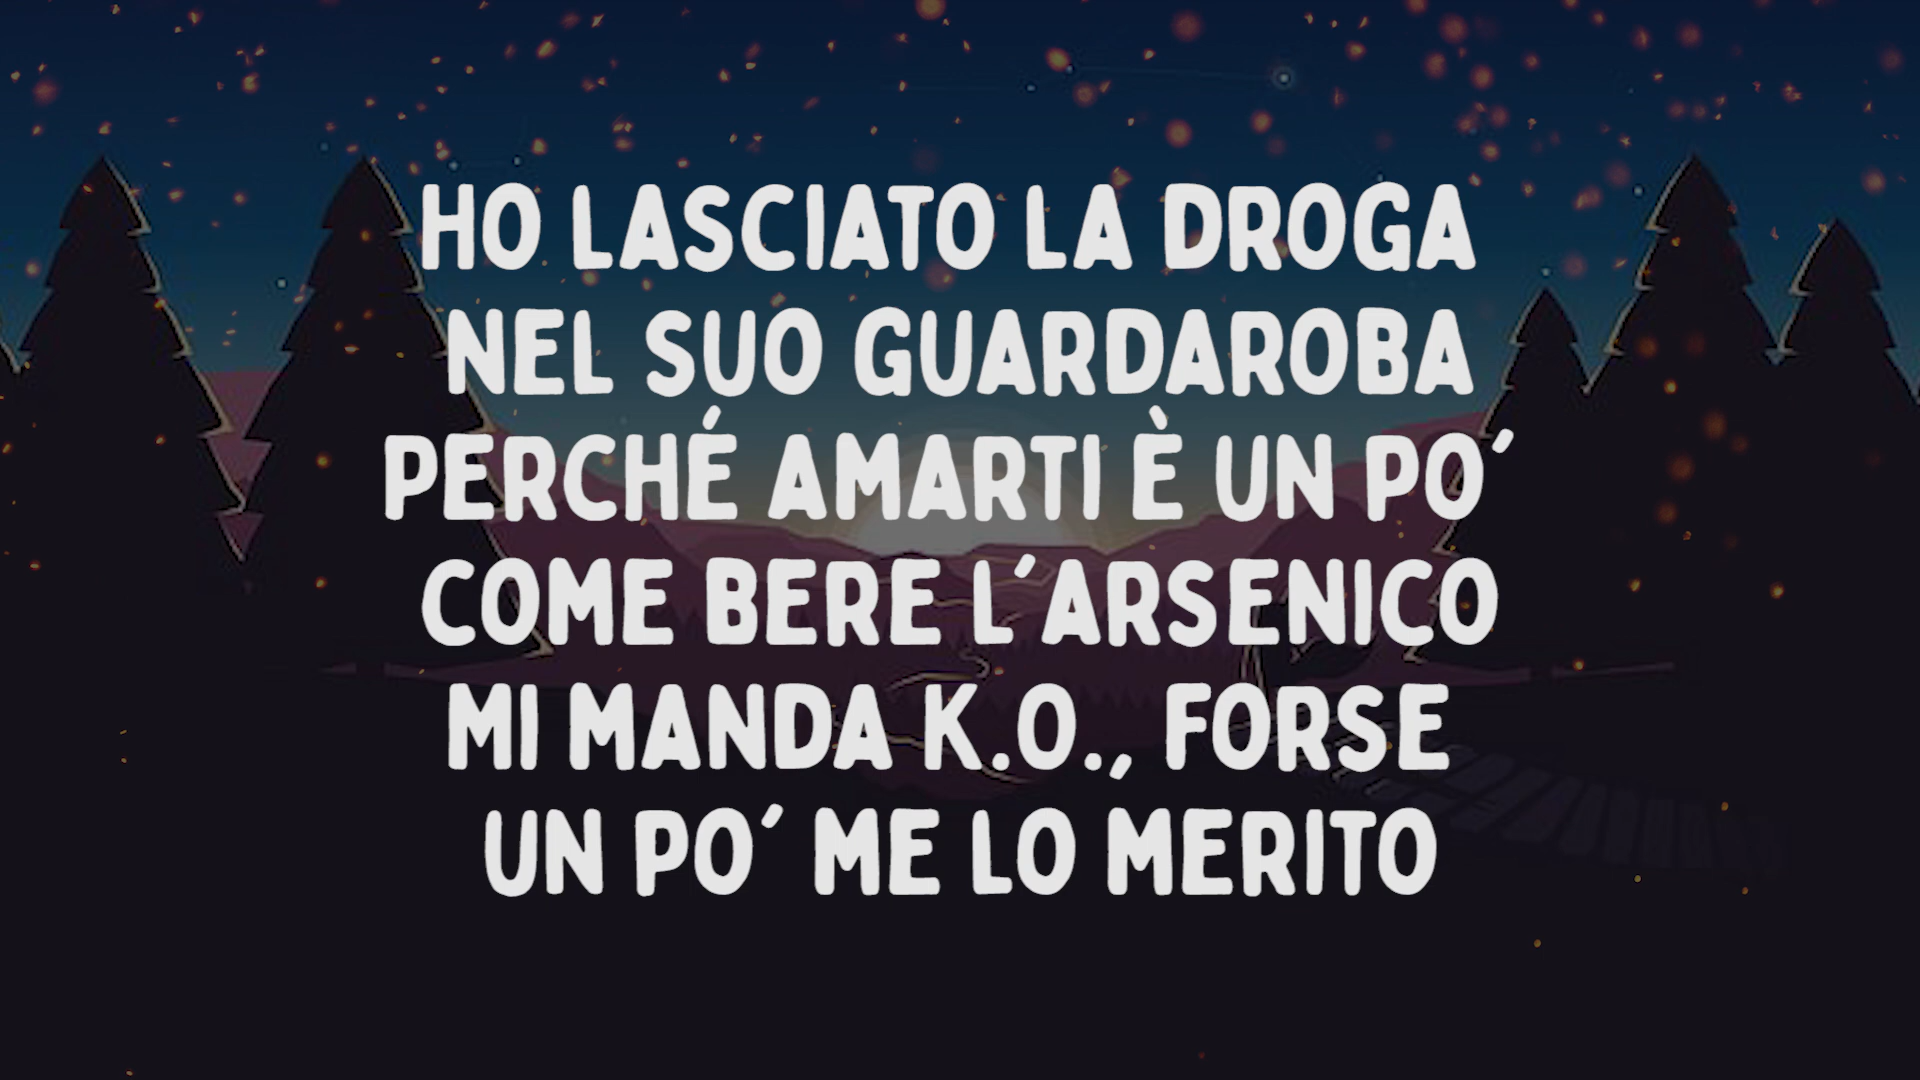 HO LASCIATO LA DROGA
NEL SUO GUARDAROBA
PERCHÉ AMARTI È UN PO'
COME BERE L'ARSENICO
MI MANDA K.O., FORSE
UN PO' ME LO MERITO